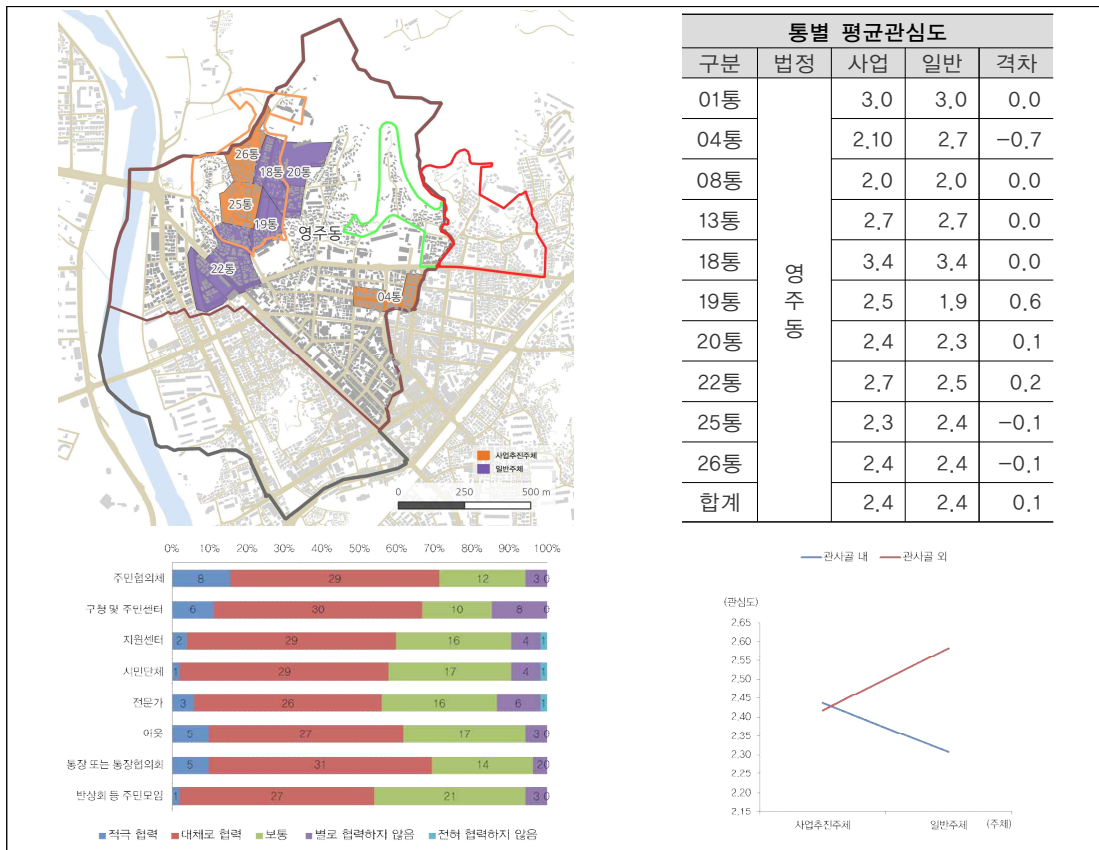 26통
18통 20통
25통
19통
영주동
22통
04통
사업추진주체
일반주체
0 250 500 m
통별 평균관심도
구분 법정 사업 일반 격차
01통 3.0 3.0 0.0
04통 2.10 2.7 -0.7
08통 2.0 2.0 0.0
13통 2.7 2.7 0.0
18통 3.4 3.4 0.0
영주동
19통 2.5 1.9 0.6
20통 2.4 2.3 0.1
22통 2.7 2.5 0.2
25통 2.3 2.4 -0.1
26통 2.4 2.4 -0.1
합계 2.4 2.4 0.1
0% 10% 20% 30% 40% 50% 60% 70% 80% 90% 100%
주민협의체 8 29 12 3 0
구청 및 주민센터 6 30 10 8 0
지원센터 2 29 16 4 1
시민단체 1 29 17 4 1
전문가 3 26 16 6 1
이웃 5 27 17 3 0
통장 또는 통장협의회 5 31 14 2 0
반상회 등 주민모임 1 27 21 3 0
적극 협력 대체로 협력 보통 별로 협력하지 않음 전혀 협력하지 않음
관사골 내 관사골 외
(관심도)
2.65
2.60
2.55
2.50
2.45
2.40
2.35
2.30
2.25
2.20
2.15
사업추진주체 일반주체 (주체)